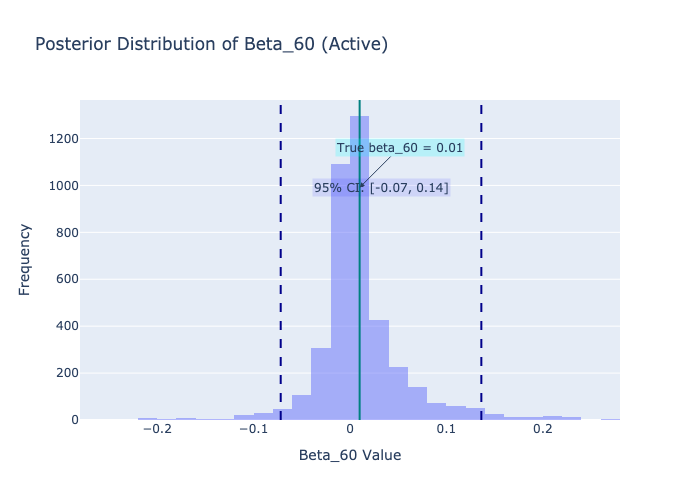 Posterior Distribution of Beta_60 (Active)
1200
True beta_60 = 0.01
1000
95% CI: [-0.07, 0.14]
800
Frequency
600
400
200
0
−0.2
−0.1
0
0.1
0.2
Beta_60 Value